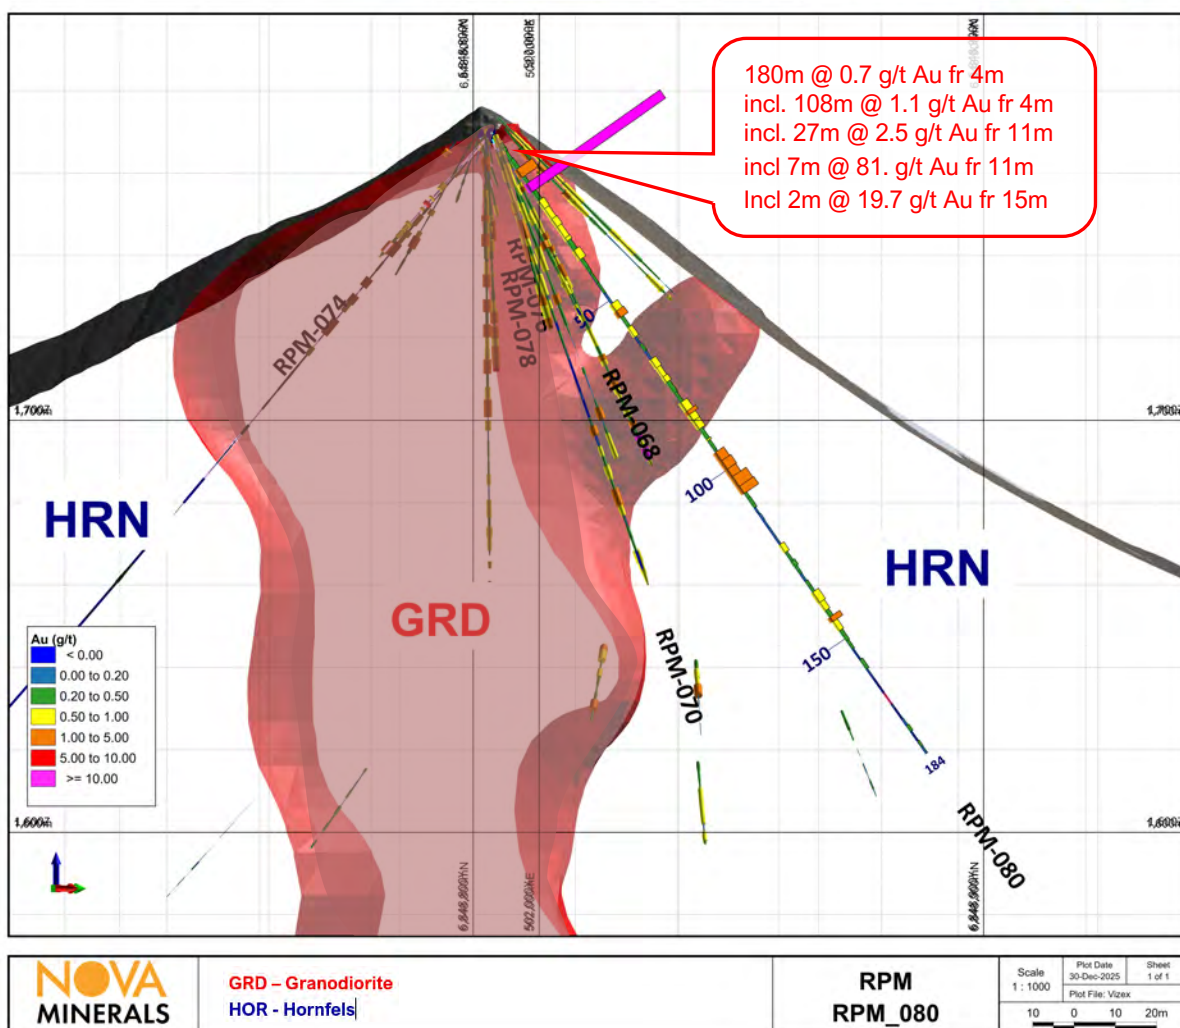 180m @ 0.7 g/t Au fr 4m
incl. 108m @ 1.1 g/t Au fr 4m
incl. 27m @ 2.5 g/t Au fr 11m
incl 7m @ 81. g/t Au fr 11m
Incl 2m @ 19.7 g/t Au fr 15m
RPM-074
RPM-078
50
RPM-068
100
HRN
HRN
GRD
150
RPM-070
184
RPM-080
Au (g/t)
< 0.00
0.00 to 0.20
0.20 to 0.50
0.50 to 1.00
1.00 to 5.00
5.00 to 10.00
>= 10.00
NOVA
MINERALS
GRD – Granodiorite
HOR - Hornfels
RPM
RPM_080
Scale
1 : 1000
Plot Date
30-Dec-2025
Sheet
1 of 1
Plot File: Vizex
10 0 10 20m